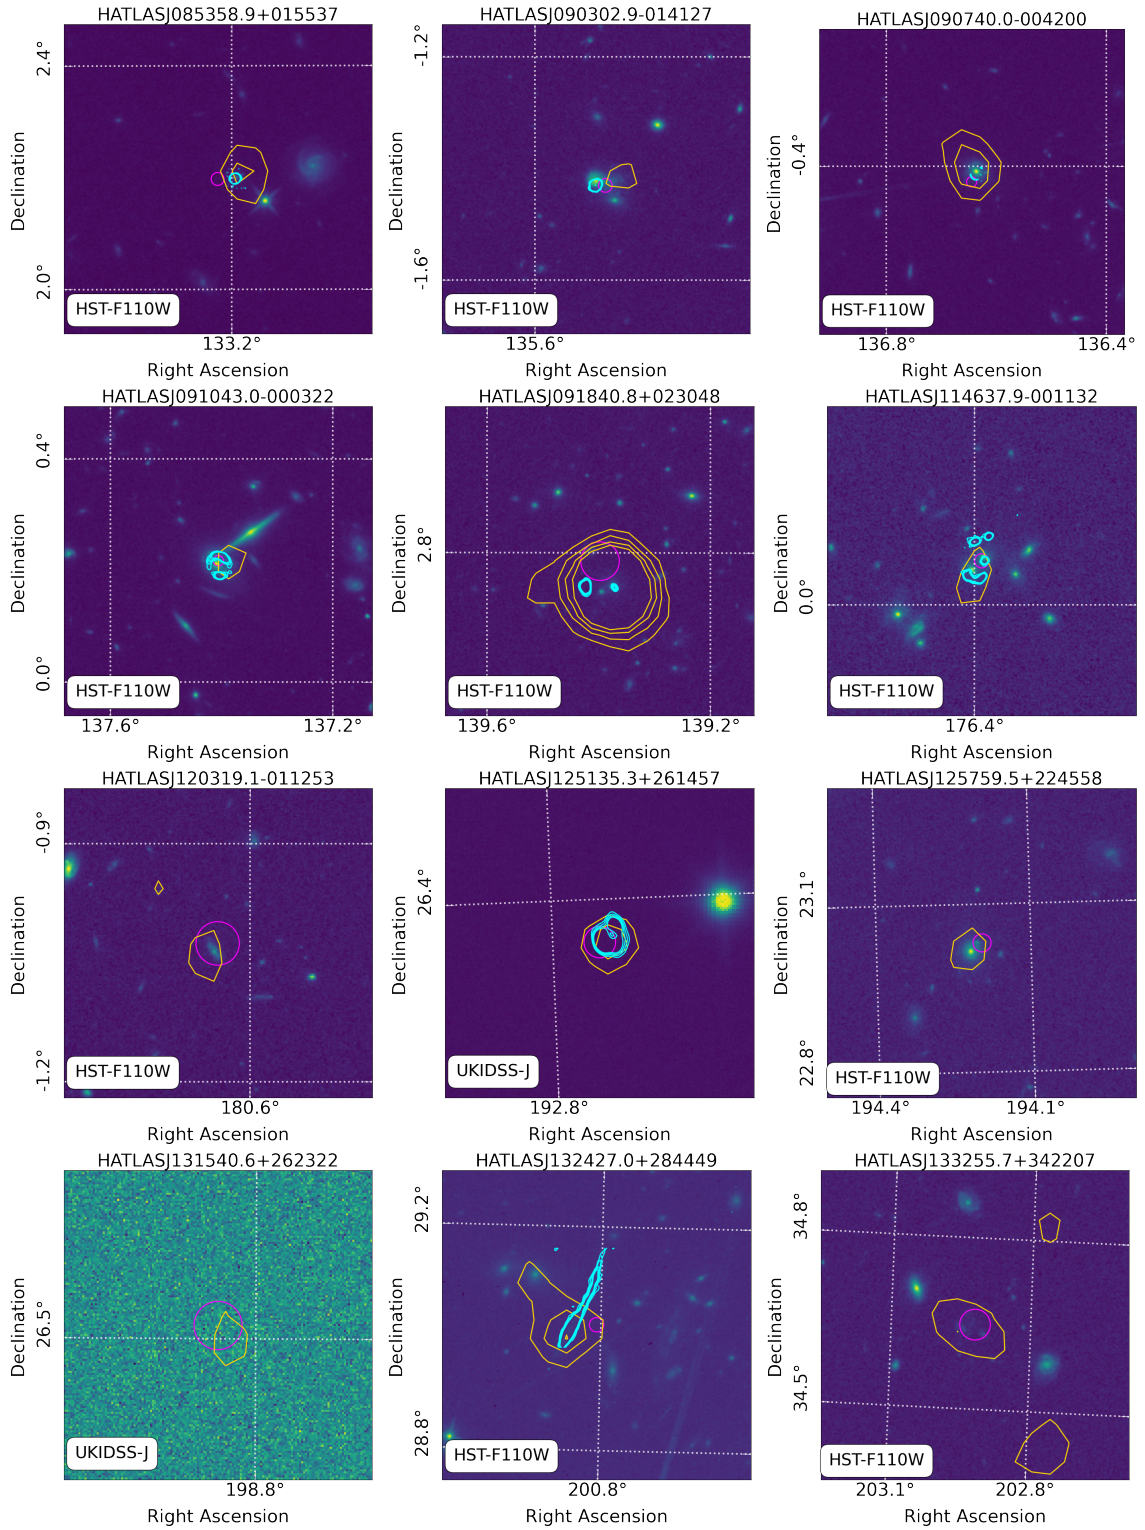 HATLASJ085358.9+015537
HATLASJ090302.9-014127
HATLASJ090740.0-004200
2.4°
2.0°
Declination
HST-F110W
133.2°
Right Ascension
-1.2°
-1.6°
Declination
HST-F110W
135.6°
Right Ascension
-0.4°
Declination
HST-F110W
136.8°
136.4°
Right Ascension
HATLASJ091043.0-000322
HATLASJ091840.8+023048
HATLASJ114637.9-001132
0.4°
0.0°
Declination
HST-F110W
137.6°
137.2°
Right Ascension
2.8°
Declination
HST-F110W
139.6°
139.2°
Right Ascension
0.0°
Declination
HST-F110W
176.4°
Right Ascension
HATLASJ120319.1-011253
HATLASJ125135.3+261457
HATLASJ125759.5+224558
-0.9°
-1.2°
Declination
HST-F110W
180.6°
Right Ascension
26.4°
Declination
UKIDSS-J
192.8°
Right Ascension
23.1°
22.8°
Declination
HST-F110W
194.4°
194.1°
Right Ascension
HATLASJ131540.6+262322
HATLASJ132427.0+284449
HATLASJ133255.7+342207
26.5°
Declination
UKIDSS-J
198.8°
Right Ascension
29.2°
28.8°
Declination
HST-F110W
200.8°
Right Ascension
34.8°
34.5°
Declination
HST-F110W
203.1°
202.8°
Right Ascension